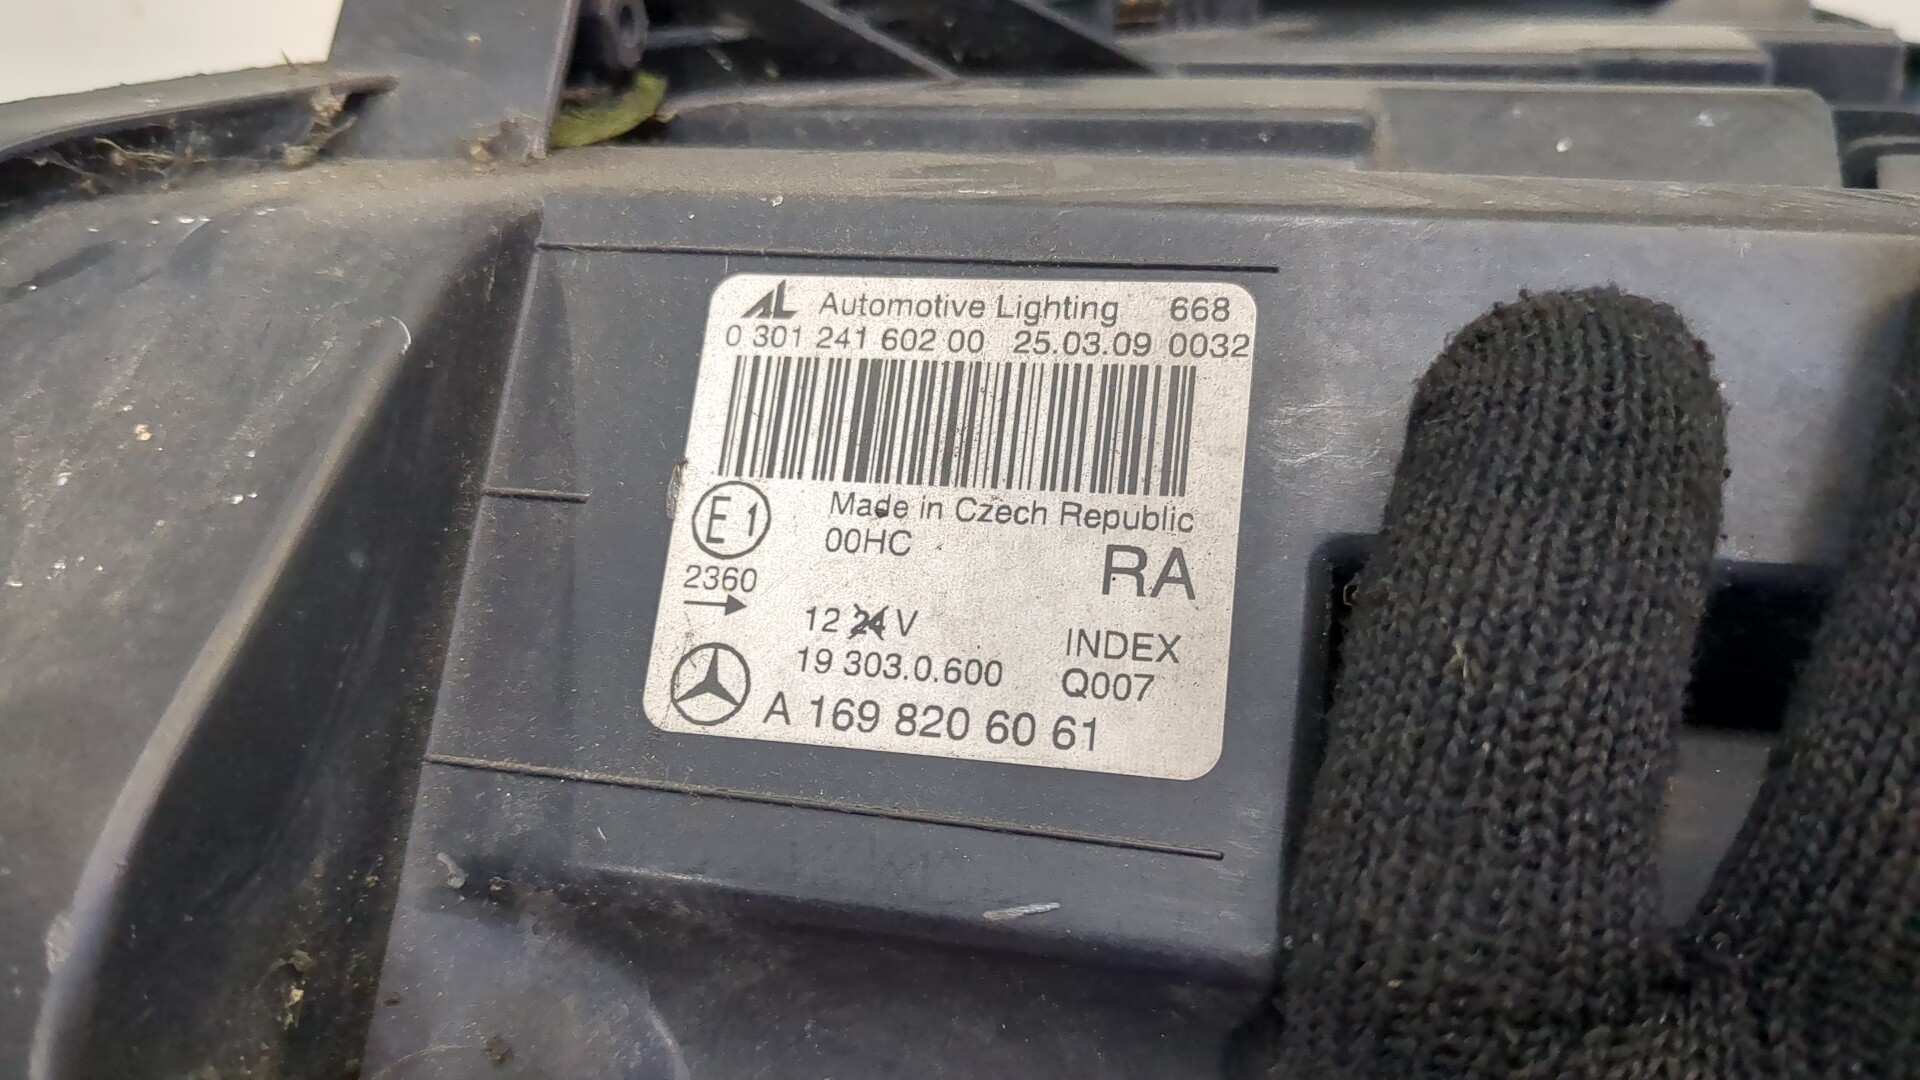 AL Automotive Lighting 668
0 301 241 602 00 25.03.09 0032
Made in Czech Republic
E1 00HC
RA
2360
12 24 V
INDEX
19 303.0.600 Q007
A 169 820 60 61